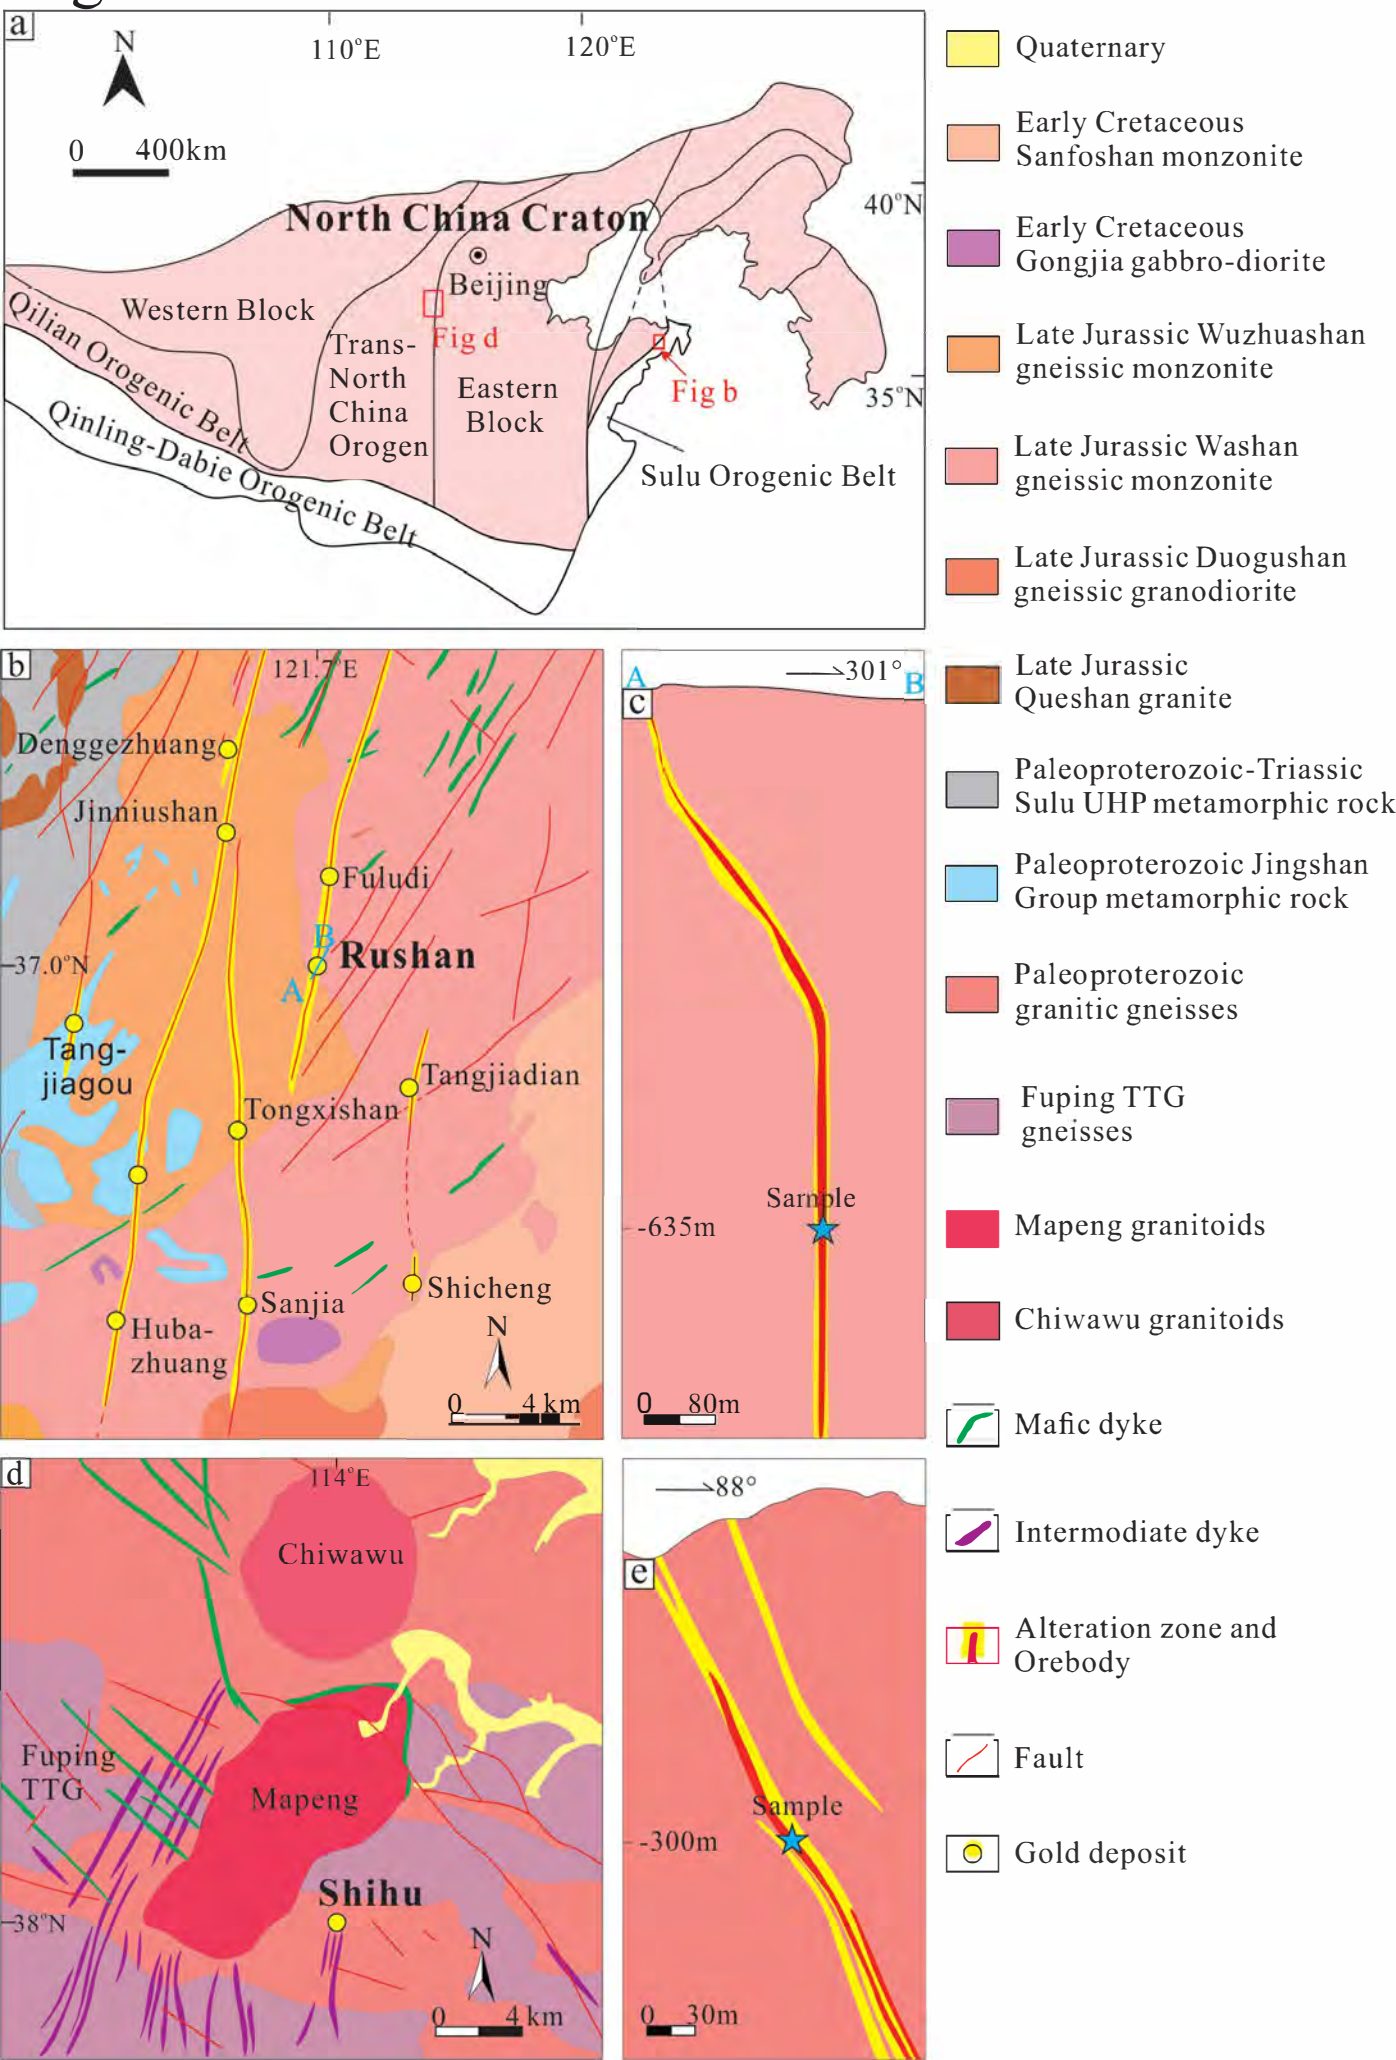 a
N
110°E
120°E
0 400km
40°N
North China Craton
Beijing
Western Block
Fig d
Qilian Orogenic Belt
Trans-
North
China
Orogen
Eastern
Block
Fig b
35°N
Qinling-Dabie Orogenic Belt
Sulu Orogenic Belt
b
121.7°E
Denggezhuang
Jinniushan
Fuludi
B
Rushan
37.0°N
A
Tang-
jiagou
Tangjiadian
Tongxishan
Shicheng
Sanjia
Huba-
zhuang
N
0 4 km
A
301°
B
c
Sample
-635m
0 80m
d
114°E
Chiwawu
Fuping
TTG
Mapeng
Shihu
38°N
N
0 4 km
88°
e
Sample
-300m
0 30m
Quaternary
Early Cretaceous
Sanfoshan monzonite
Early Cretaceous
Gongjia gabbro-diorite
Late Jurassic Wuzhuashan
gneissic monzonite
Late Jurassic Washan
gneissic monzonite
Late Jurassic Duogushan
gneissic granodiorite
Late Jurassic
Queshan granite
Paleoproterozoic-Triassic
Sulu UHP metamorphic rock
Paleoproterozoic Jingshan
Group metamorphic rock
Paleoproterozoic
granitic gneisses
Fuping TTG
gneisses
Mapeng granitoids
Chiwawu granitoids
Mafic dyke
Intermodiate dyke
Alteration zone and
Orebody
Fault
Gold deposit